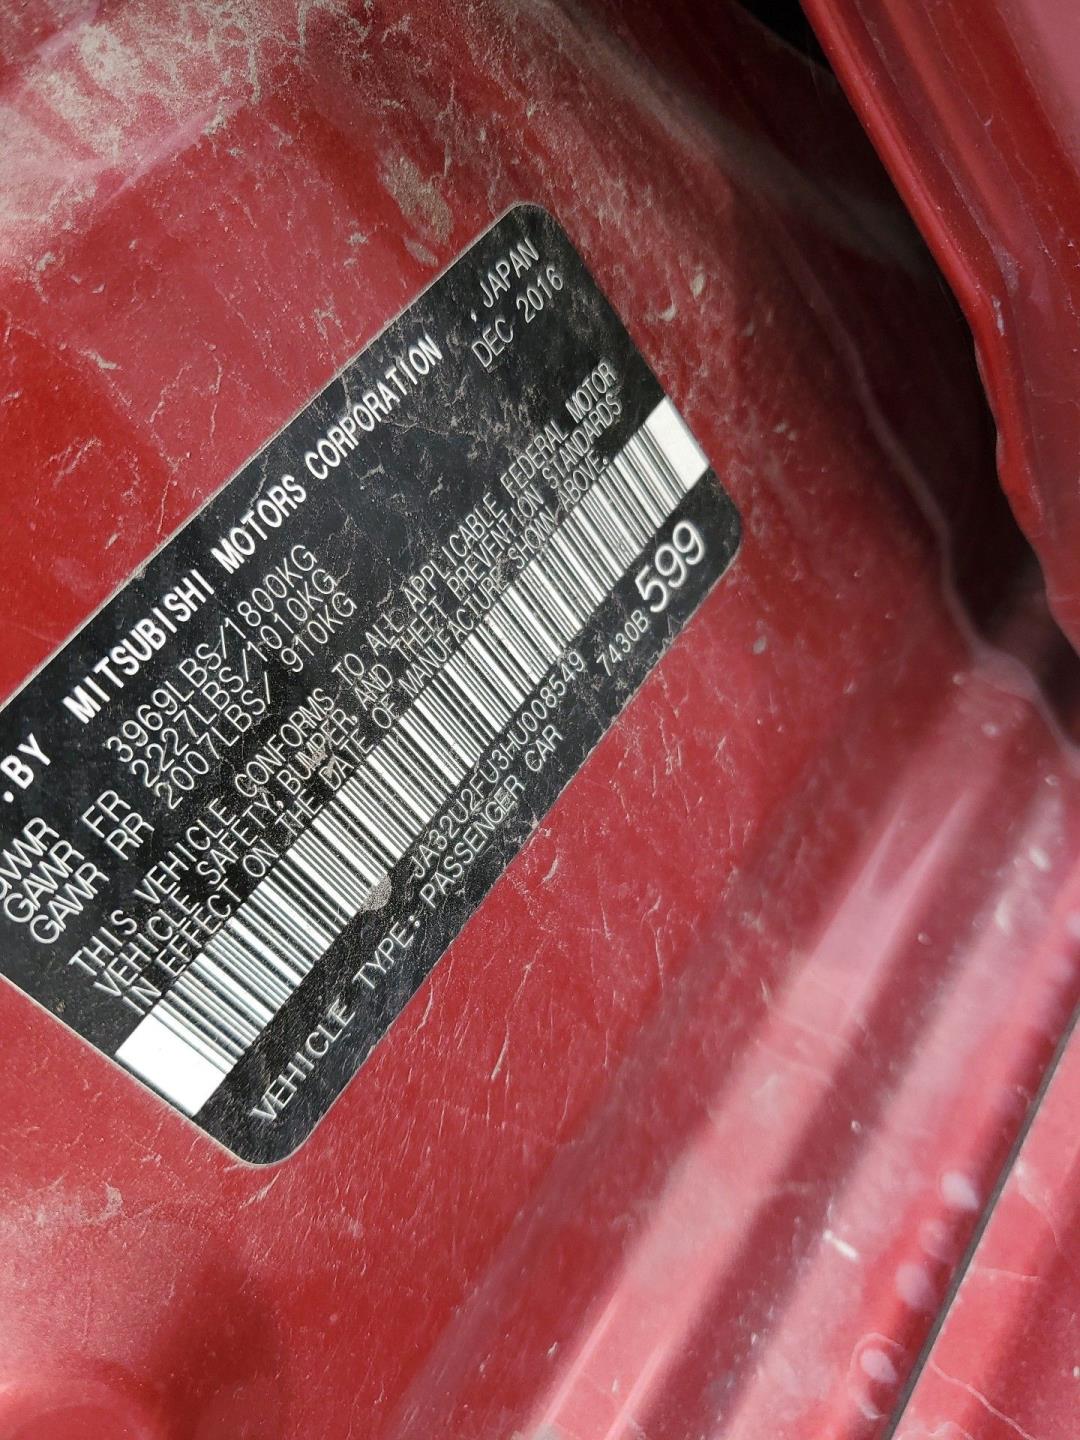 .BY MITSUBISHI MOTORS CORPORATION ,JAPAN
DEC 2016
GVWR 3969LBS/1800KG
GAWR FR 2227LBS/1010KG
GAWR RR 2007LBS/ 910KG
THIS VEHICLE CONFORMS TO ALL APPLICABLE FEDERAL MOTOR
VEHICLE SAFETY, BUMPER AND THEFT PREVENTION STANDARDS
IN EFFECT ON THE DATE OF MANUFACTURE SHOWN ABOVE.
JA32U2FU3HU008549 7430B 599
VEHICLE TYPE: PASSENGER CAR